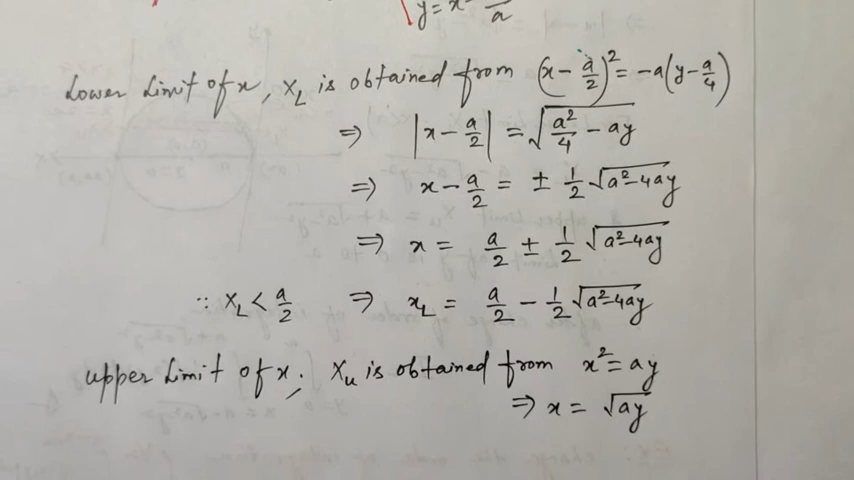 y = x - x²/a
Lower Limit of x, x_L is obtained from (x - a/2)² = -a(y - a/4)
⇒ |x - a/2| = √(a²/4 - ay)
⇒ x - a/2 = ± 1/2 √(a²-4ay)
⇒ x = a/2 ± 1/2 √(a²-4ay)
∵ x_L < a/2 ⇒ x_L = a/2 - 1/2 √(a²-4ay)
upper Limit of x, x_u is obtained from x² = ay
⇒ x = √ay